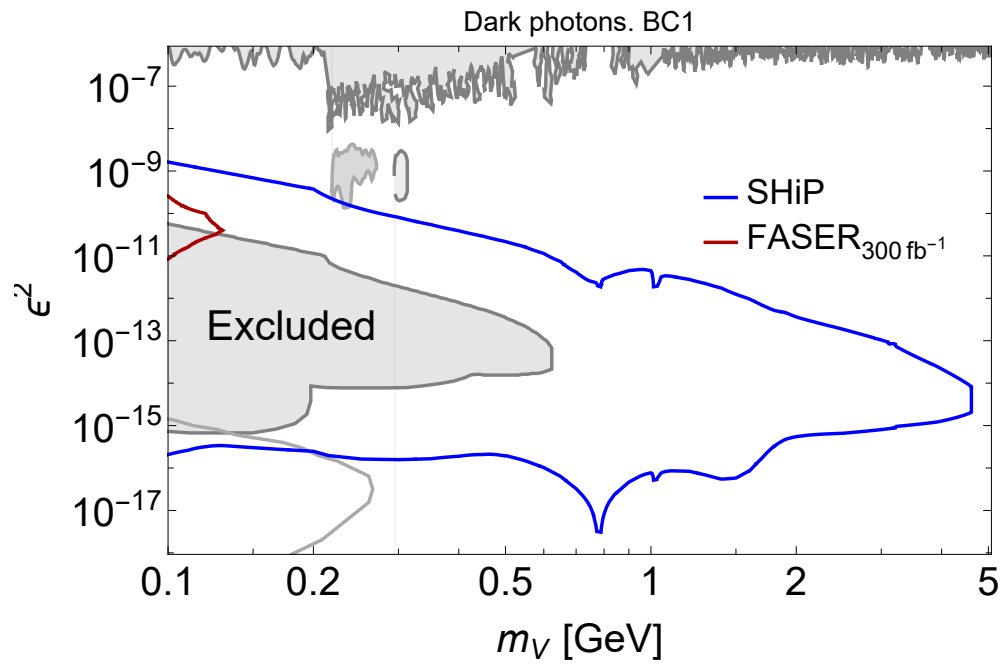 Dark photons. BC1
ϵ²
10⁻⁷
10⁻⁹
10⁻¹¹
10⁻¹³
10⁻¹⁵
10⁻¹⁷
SHiP
FASER₃₀₀ fb⁻¹
Excluded
0.1 0.2 0.5 1 2 5
m_V [GeV]